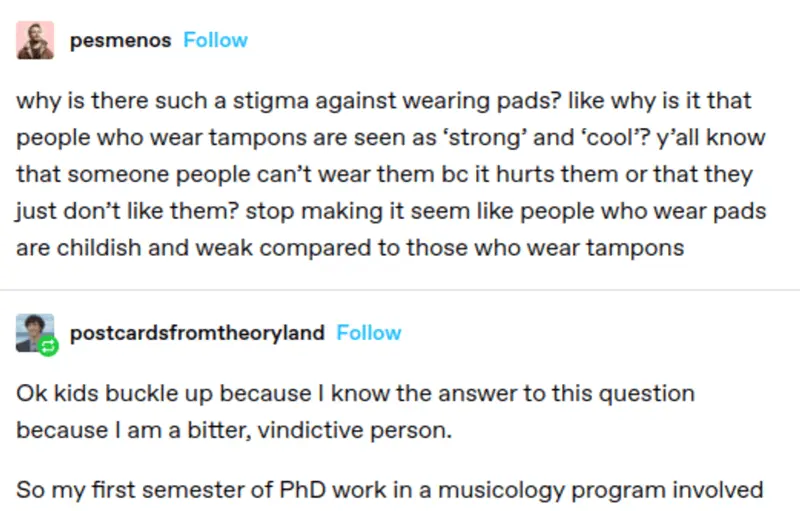 pesmenos Follow
why is there such a stigma against wearing pads? like why is it that
people who wear tampons are seen as ‘strong’ and ‘cool’? y’all know
that someone people can’t wear them bc it hurts them or that they
just don’t like them? stop making it seem like people who wear pads
are childish and weak compared to those who wear tampons
postcardsfromtheoryland Follow
Ok kids buckle up because I know the answer to this question
because I am a bitter, vindictive person.
So my first semester of PhD work in a musicology program involved